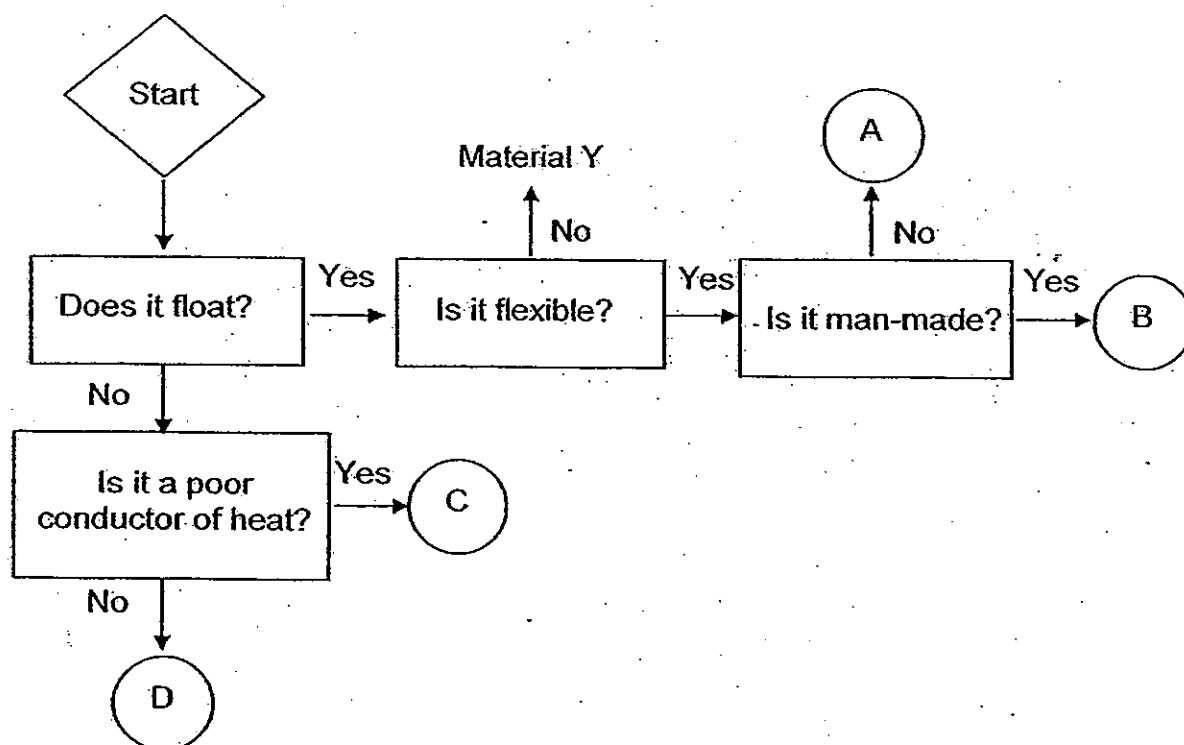 Start
A
Material Y
No
No
Yes
Yes
Yes
Does it float?
Is it flexible?
Is it man-made?
B
No
Is it a poor
conductor of heat?
Yes
C
No
D